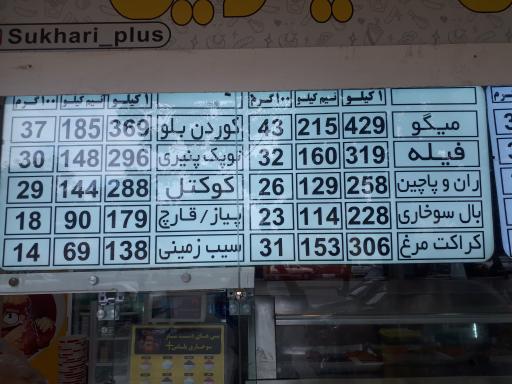 Sukhari_plus
۱ کیلو نیم کیلو ۱۰۰ گرم
میگو 429 215 43
فیله 319 160 32
ران و پاچین 258 129 26
بال سوخاری 228 114 23
کراکت مرغ 306 153 31
۱ کیلو نیم کیلو ۱۰۰ گرم
کوردن بلو 369 185 37
توپک پنیری 296 148 30
کوکتل 288 144 29
پیاز / قارچ 179 90 18
سیب زمینی 138 69 14